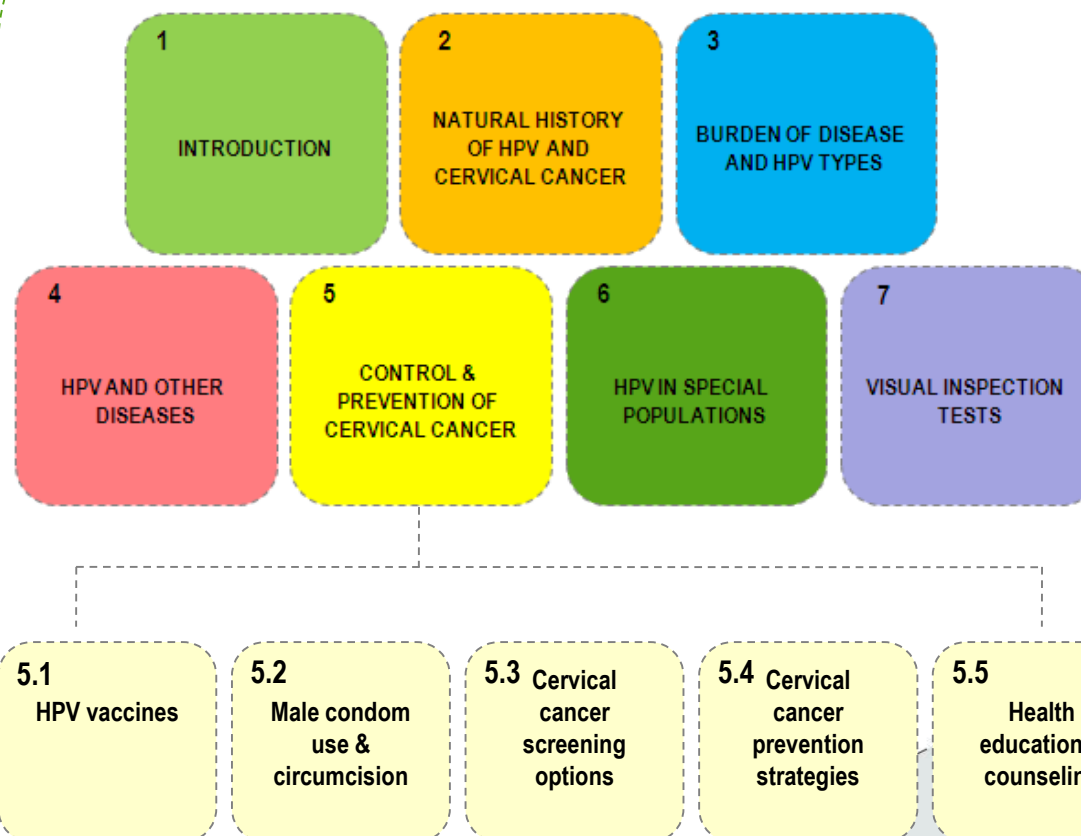 1
INTRODUCTION
2
NATURAL HISTORY
OF HPV AND
CERVICAL CANCER
3
BURDEN OF DISEASE
AND HPV TYPES
4
HPV AND OTHER
DISEASES
5
CONTROL &
PREVENTION OF
CERVICAL CANCER
6
HPV IN SPECIAL
POPULATIONS
7
VISUAL INSPECTION
TESTS
5.1
HPV vaccines
5.2
Male condom
use &
circumcision
5.3 Cervical
cancer
screening
options
5.4 Cervical
cancer
prevention
strategies
5.5
Health
education